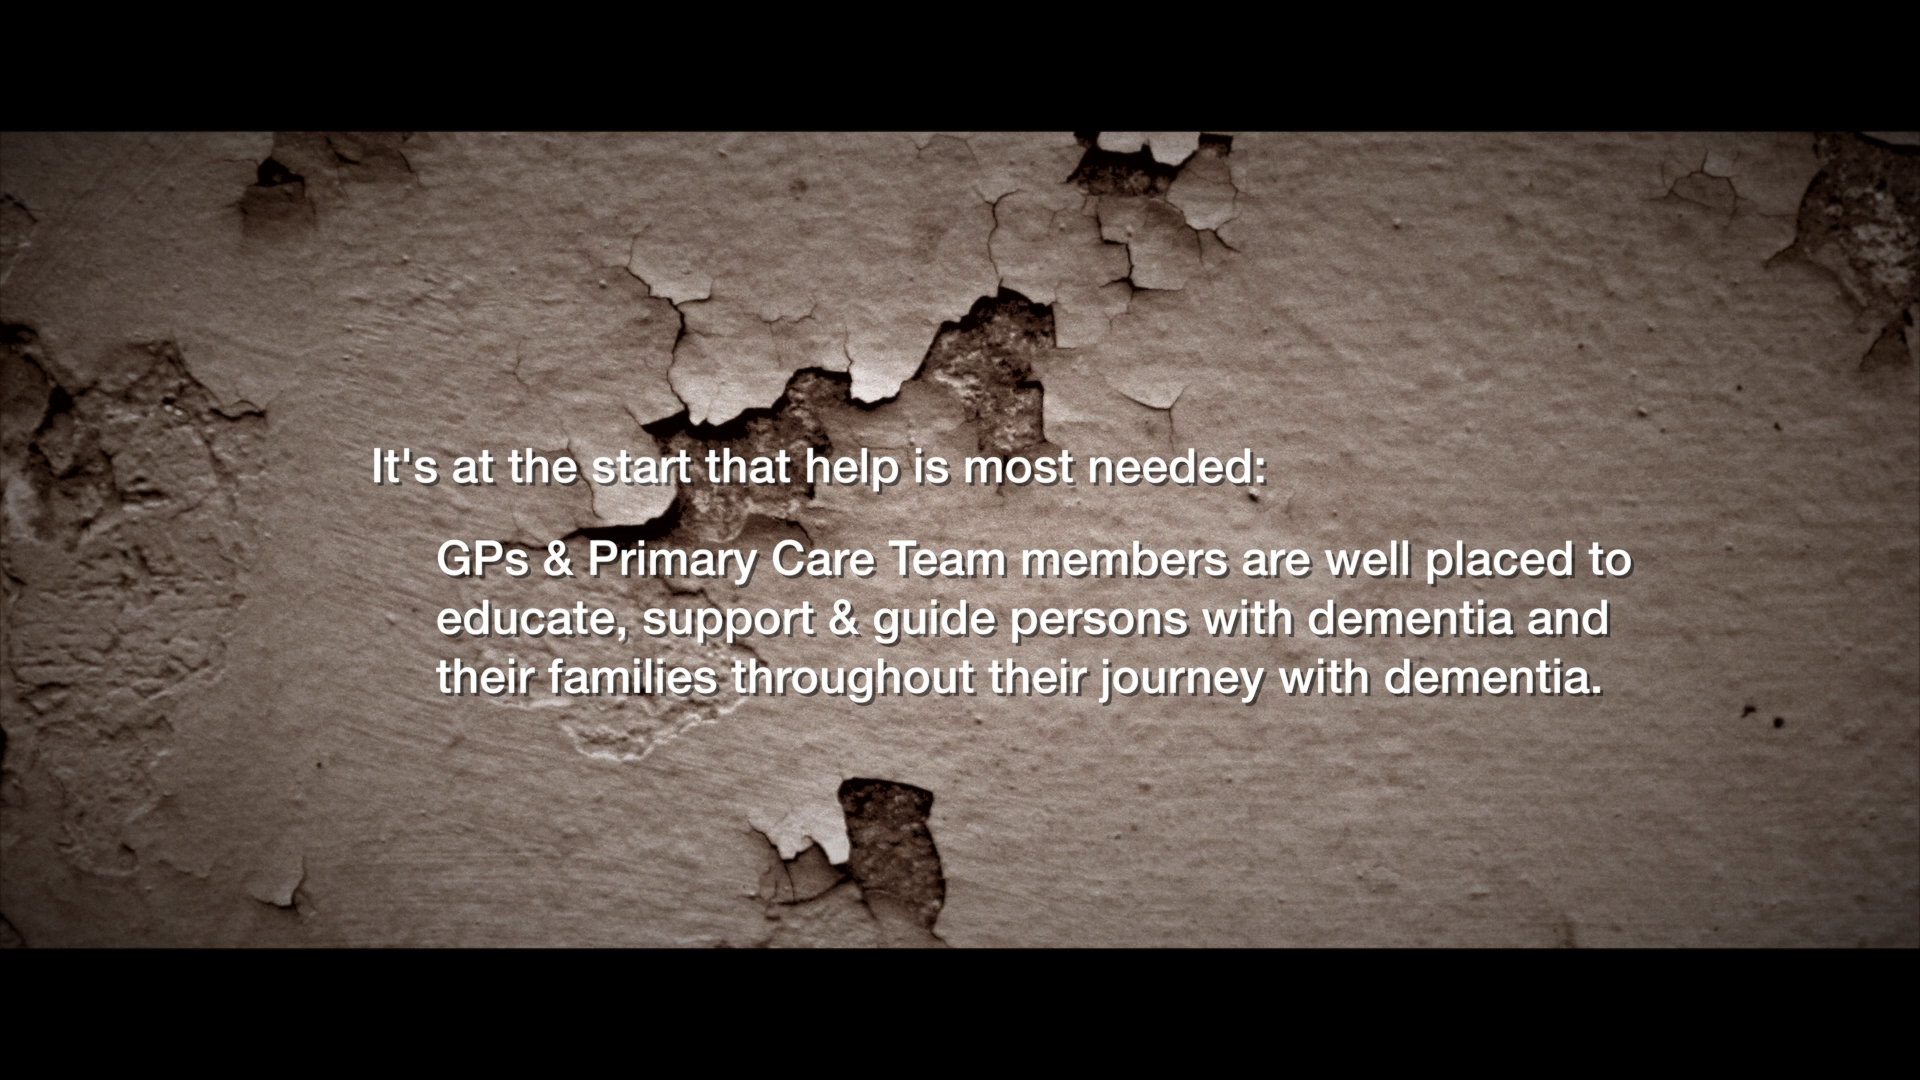 It's at the start that help is most needed:
GPs & Primary Care Team members are well placed to
educate, support & guide persons with dementia and
their families throughout their journey with dementia.